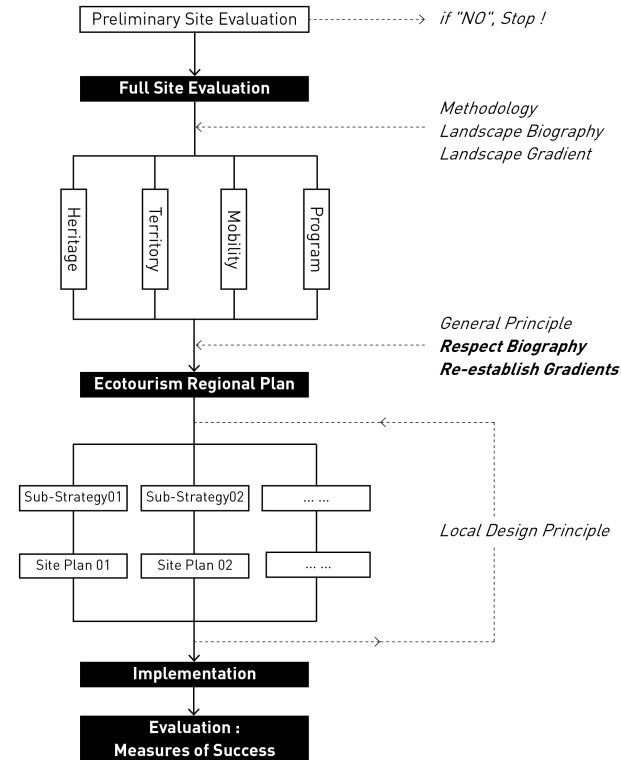 Preliminary Site Evaluation
if "NO", Stop !
Full Site Evaluation
Methodology
Landscape Biography
Landscape Gradient
Heritage
Territory
Mobility
Program
General Principle
Respect Biography
Re-establish Gradients
Ecotourism Regional Plan
Sub-Strategy01
Sub-Strategy02
... ...
Local Design Principle
Site Plan 01
Site Plan 02
... ...
Implementation
Evaluation :
Measures of Success